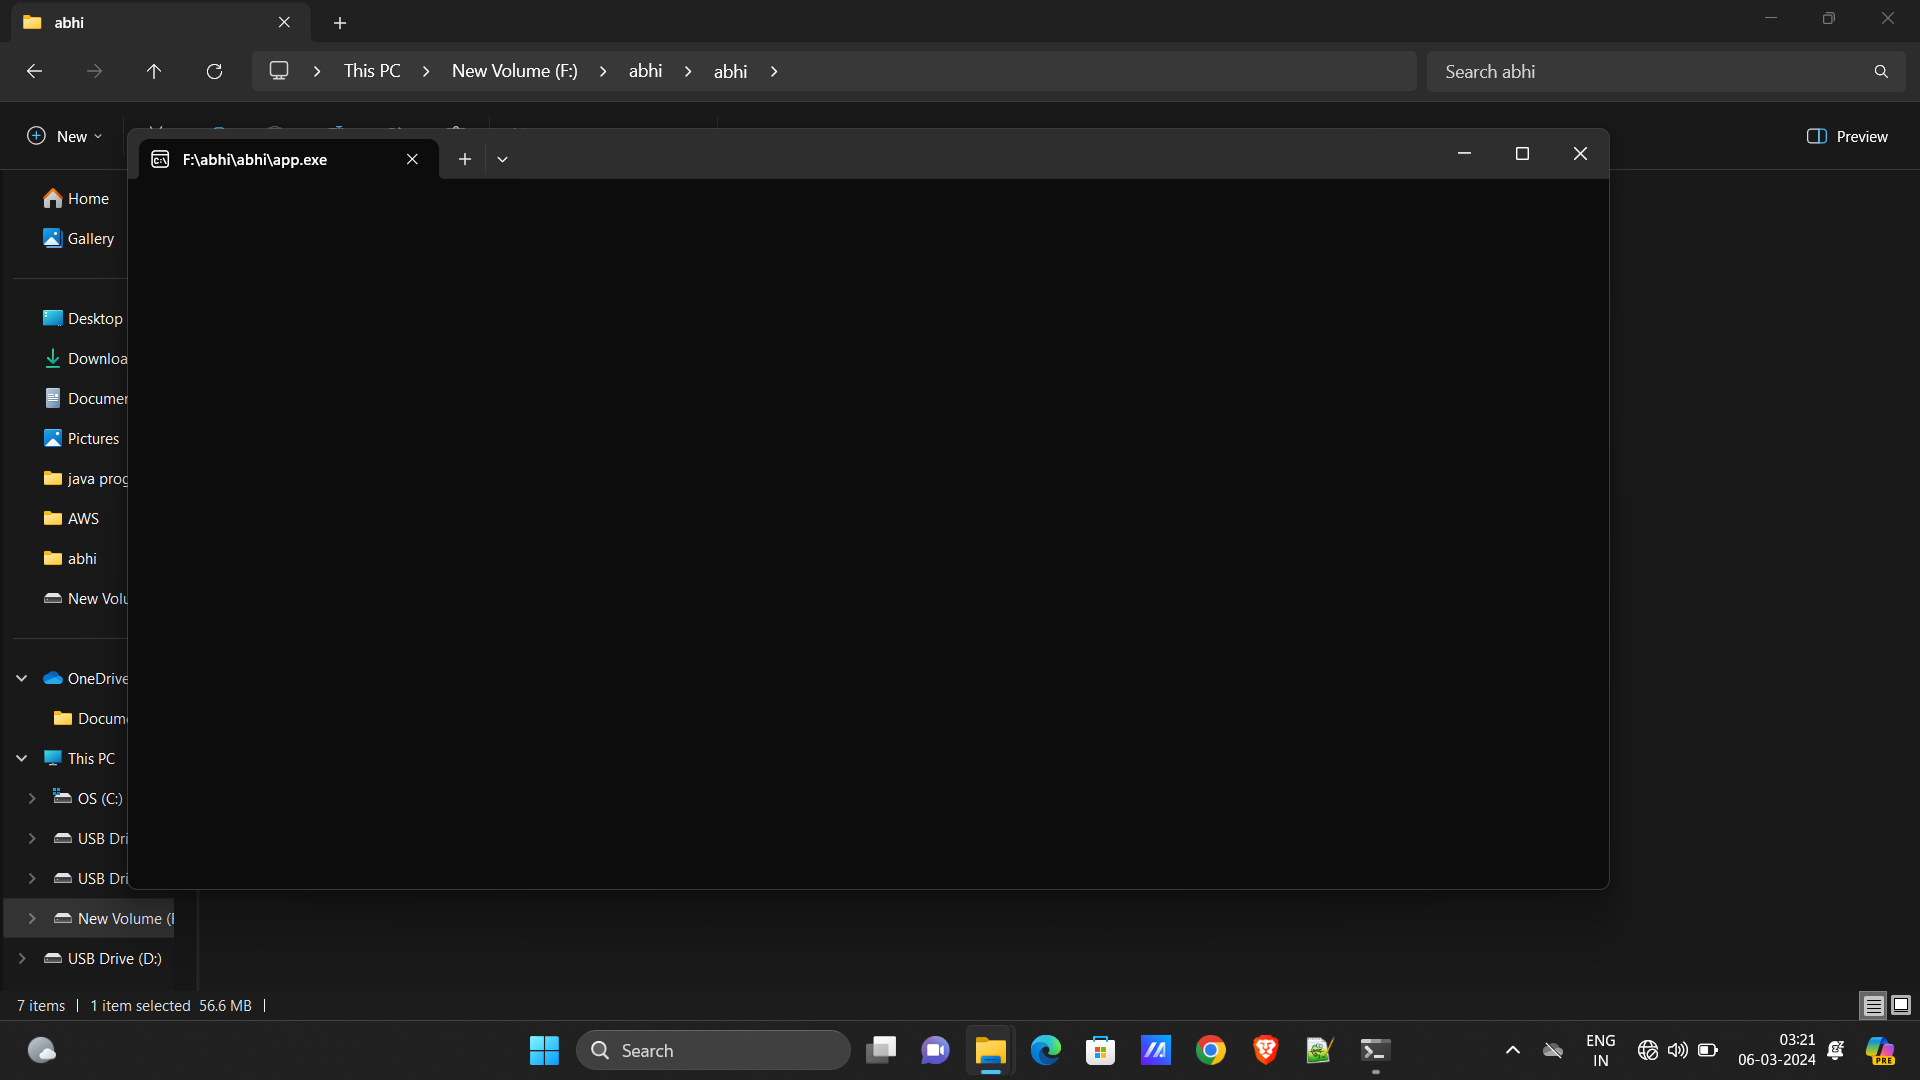 abhi
This PC
New Volume (F:)
abhi
abhi
Search abhi
New
Preview
C:\
F:\abhi\abhi\app.exe
Home
Gallery
Desktop
Downloa
Documen
Pictures
java prog
AWS
abhi
New Volu
OneDrive
Docum
This PC
OS (C:)
USB Dri
USB Dri
New Volume (F
USB Drive (D:)
7 items
1 item selected 56.6 MB
Search
ENG
IN
03:21
06-03-2024
PRE